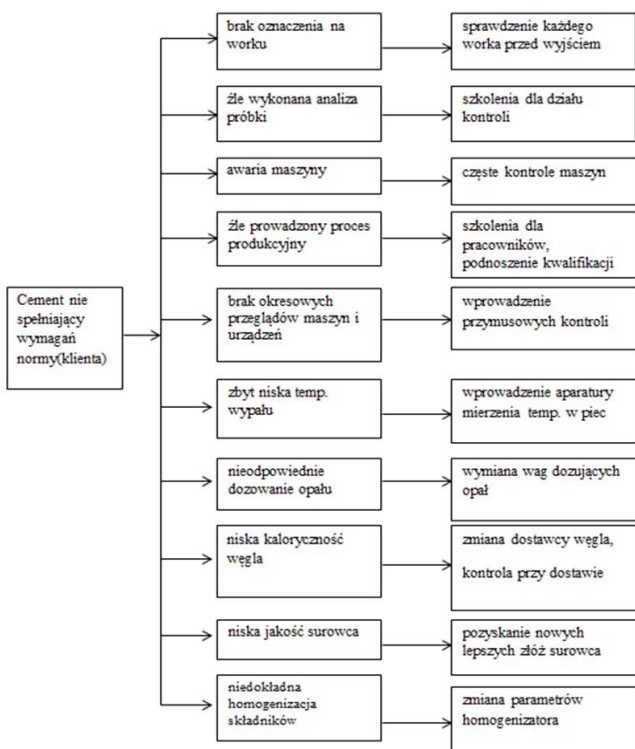 brak oznaczenia na
worku
sprawdzenie każdego
worka przed wyjściem
źle wykonana analiza
próbki
szkolenia dla działu
kontroli
awaria maszyny
częste kontrole maszyn
źle prowadzony proces
produkcyjny
szkolenia dla
pracowników,
podnoszenie kwalifikacji
Cement nie
spełniający
wymagań
normy(klienta)
brak okresowych
przeglądów maszyn i
urządzeń
wprowadzenie
przymusowych kontroli
zbyt niska temp.
wypału
wprowadzenie aparatury
mierzenia temp. w piec
nieodpowiednie
dozowanie opału
wymiana wag dozujących
opał
niska kaloryczność
węgla
zmiana dostawcy węgla,
kontrola przy dostawie
niska jakość surowca
pozyskanie nowych
lepszych złóż surowca
niedokładna
homogenizacja
składników
zmiana parametrów
homogenizatora